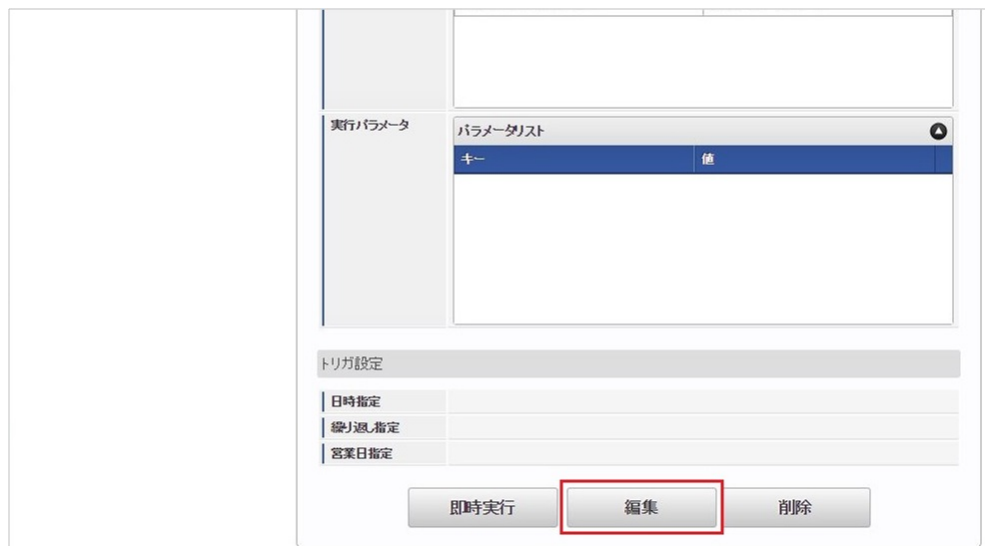 実行パラメータ
パラメータリスト
キー 値
トリガ設定
日時指定
繰り返し指定
営業日指定
即時実行 編集 削除